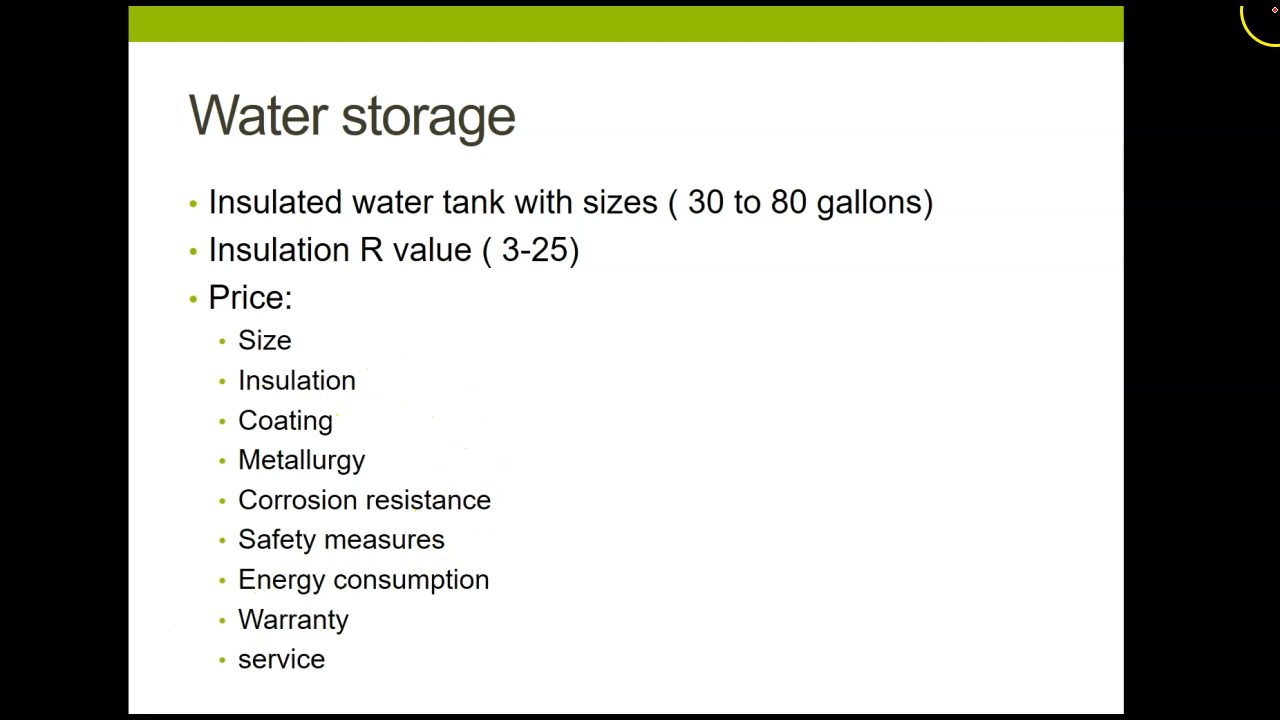 Water storage
• Insulated water tank with sizes ( 30 to 80 gallons)
• Insulation R value ( 3-25)
• Price:
• Size
• Insulation
• Coating
• Metallurgy
• Corrosion resistance
• Safety measures
• Energy consumption
• Warranty
• service